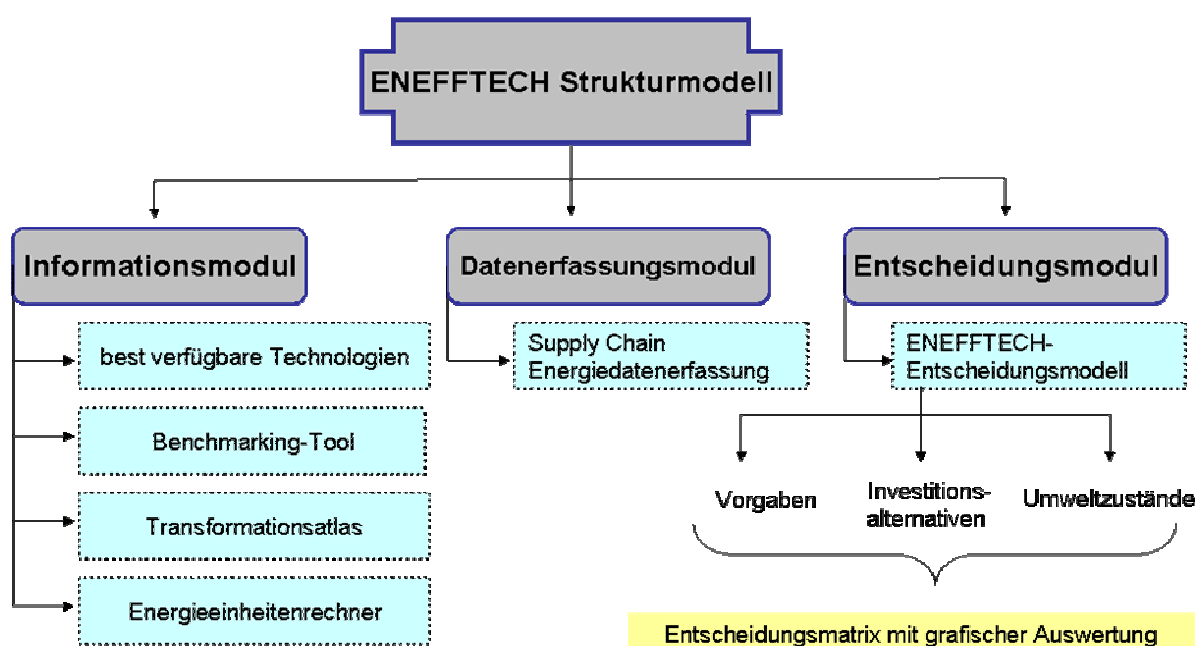 ENEFFTECH Strukturmodell
Informationsmodul
best verfügbare Technologien
Benchmarking-Tool
Transformationsatlas
Energieeinheitenrechner
Datenerfassungsmodul
Supply Chain
Energiedatenerfassung
Entscheidungsmodul
ENEFFTECH-
Entscheidungsmodell
Vorgaben
Investitions-
alternativen
Umweltzustände
Entscheidungsmatrix mit grafischer Auswertung